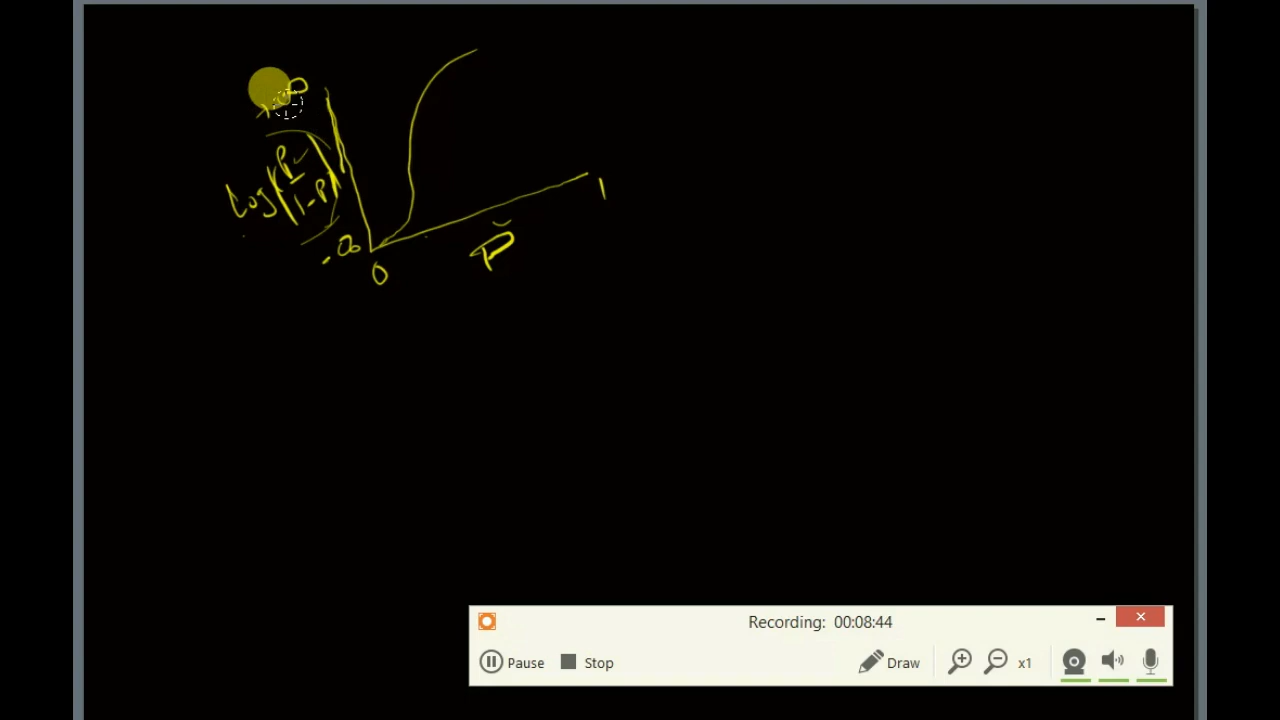 +∞
log(P/1-P)
-∞
0
P
1
Recording: 00:08:44
Pause
Stop
Draw
x1